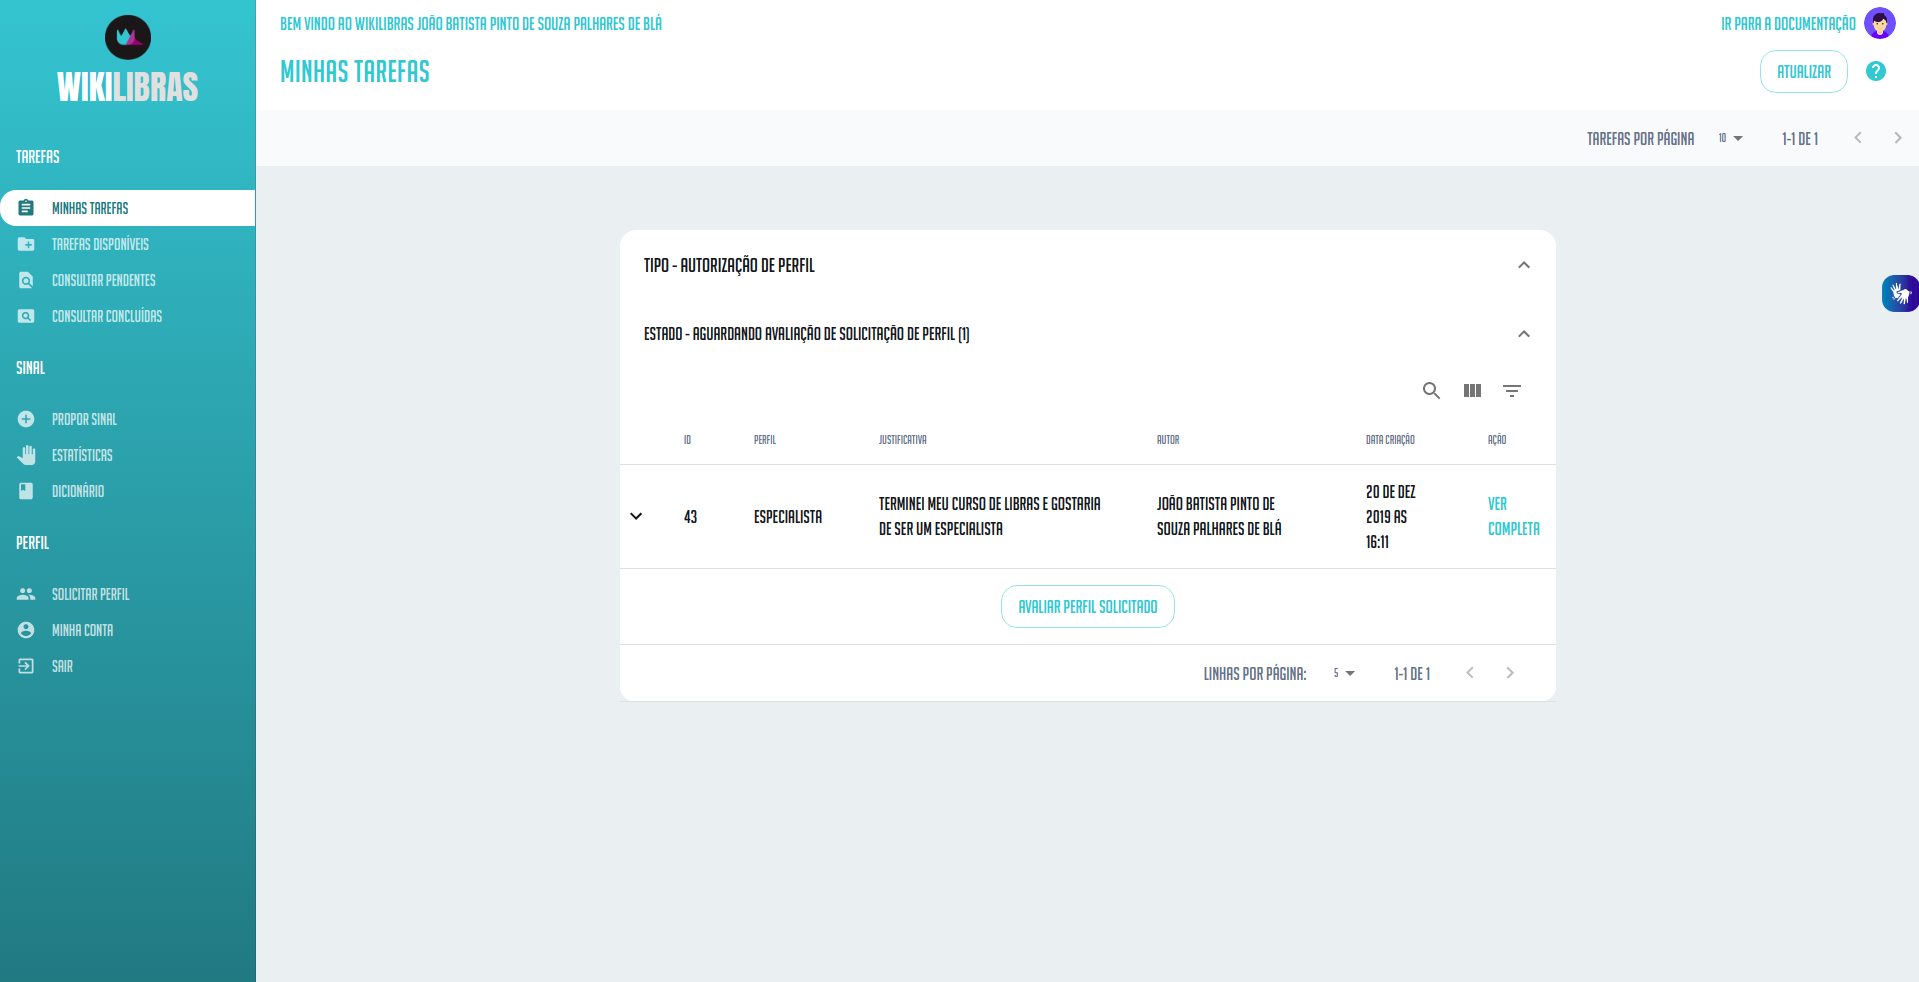 WIKILIBRAS
TAREFAS
MINHAS TAREFAS
TAREFAS DISPONÍVEIS
CONSULTAR PENDENTES
CONSULTAR CONCLUÍDAS
SINAL
PROPOR SINAL
ESTATÍSTICAS
DICIONÁRIO
PERFIL
SOLICITAR PERFIL
MINHA CONTA
SAIR
BEM VINDO AO WIKILIBRAS JOÃO BATISTA PINTO DE SOUZA PALHARES DE BLÁ
IR PARA A DOCUMENTAÇÃO
MINHAS TAREFAS
ATUALIZAR
TAREFAS POR PÁGINA 10 1-1 DE 1
TIPO - AUTORIZAÇÃO DE PERFIL
ESTADO - AGUARDANDO AVALIAÇÃO DE SOLICITAÇÃO DE PERFIL (1)
ID PERFIL JUSTIFICATIVA AUTOR DATA CRIAÇÃO AÇÃO
43 ESPECIALISTA
TERMINEI MEU CURSO DE LIBRAS E GOSTARIA
DE SER UM ESPECIALISTA
JOÃO BATISTA PINTO DE
SOUZA PALHARES DE BLÁ
20 DE DEZ
2019 AS
16:11
VER
COMPLETA
AVALIAR PERFIL SOLICITADO
LINHAS POR PÁGINA: 5 1-1 DE 1